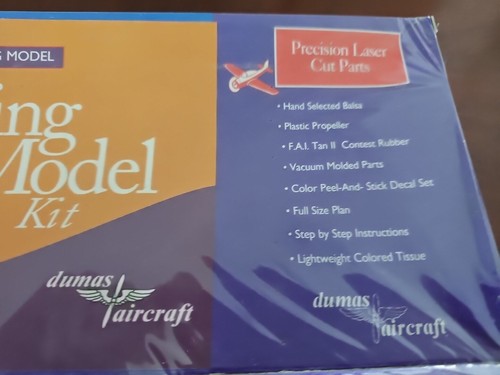 MODEL
ing
Model
Kit
dumas
aircraft
Precision Laser
Cut Parts
• Hand Selected Balsa
• Plastic Propeller
• F.A.I. Tan II Contest Rubber
• Vacuum Molded Parts
• Color Peel-And- Stick Decal Set
• Full Size Plan
• Step by Step Instructions
• Lightweight Colored Tissue
dumas
aircraft